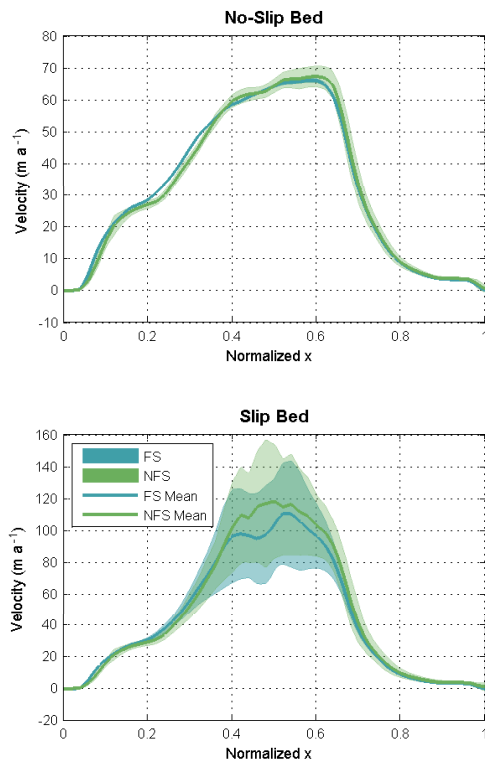 No-Slip Bed
80
70
60
50
40
30
20
10
0
-10
Velocity (m a⁻¹)
0 0.2 0.4 0.6 0.8 1
Normalized x
Slip Bed
160
140
120
100
80
60
40
20
0
-20
Velocity (m a⁻¹)
FS
NFS
FS Mean
NFS Mean
0 0.2 0.4 0.6 0.8 1
Normalized x